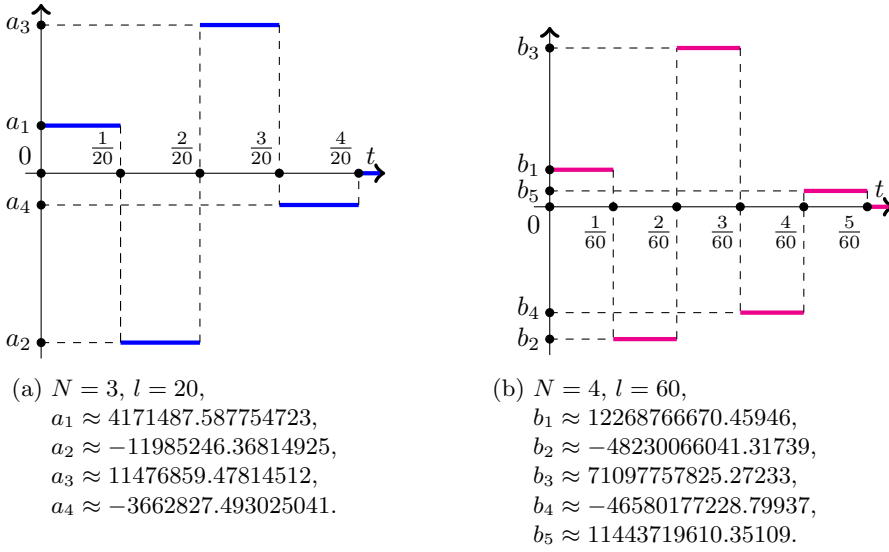 a₃
a₁
0
1/20 2/20 3/20 4/20 t
a₄
a₂
(a) N = 3, l = 20,
a₁ ≈ 4171487.587754723,
a₂ ≈ −11985246.36814925,
a₃ ≈ 11476859.47814512,
a₄ ≈ −3662827.493025041.
b₃
b₁
b₅
t
0 1/60 2/60 3/60 4/60 5/60
b₄
b₂
(b) N = 4, l = 60,
b₁ ≈ 12268766670.45946,
b₂ ≈ −48230066041.31739,
b₃ ≈ 71097757825.27233,
b₄ ≈ −46580177228.79937,
b₅ ≈ 11443719610.35109.